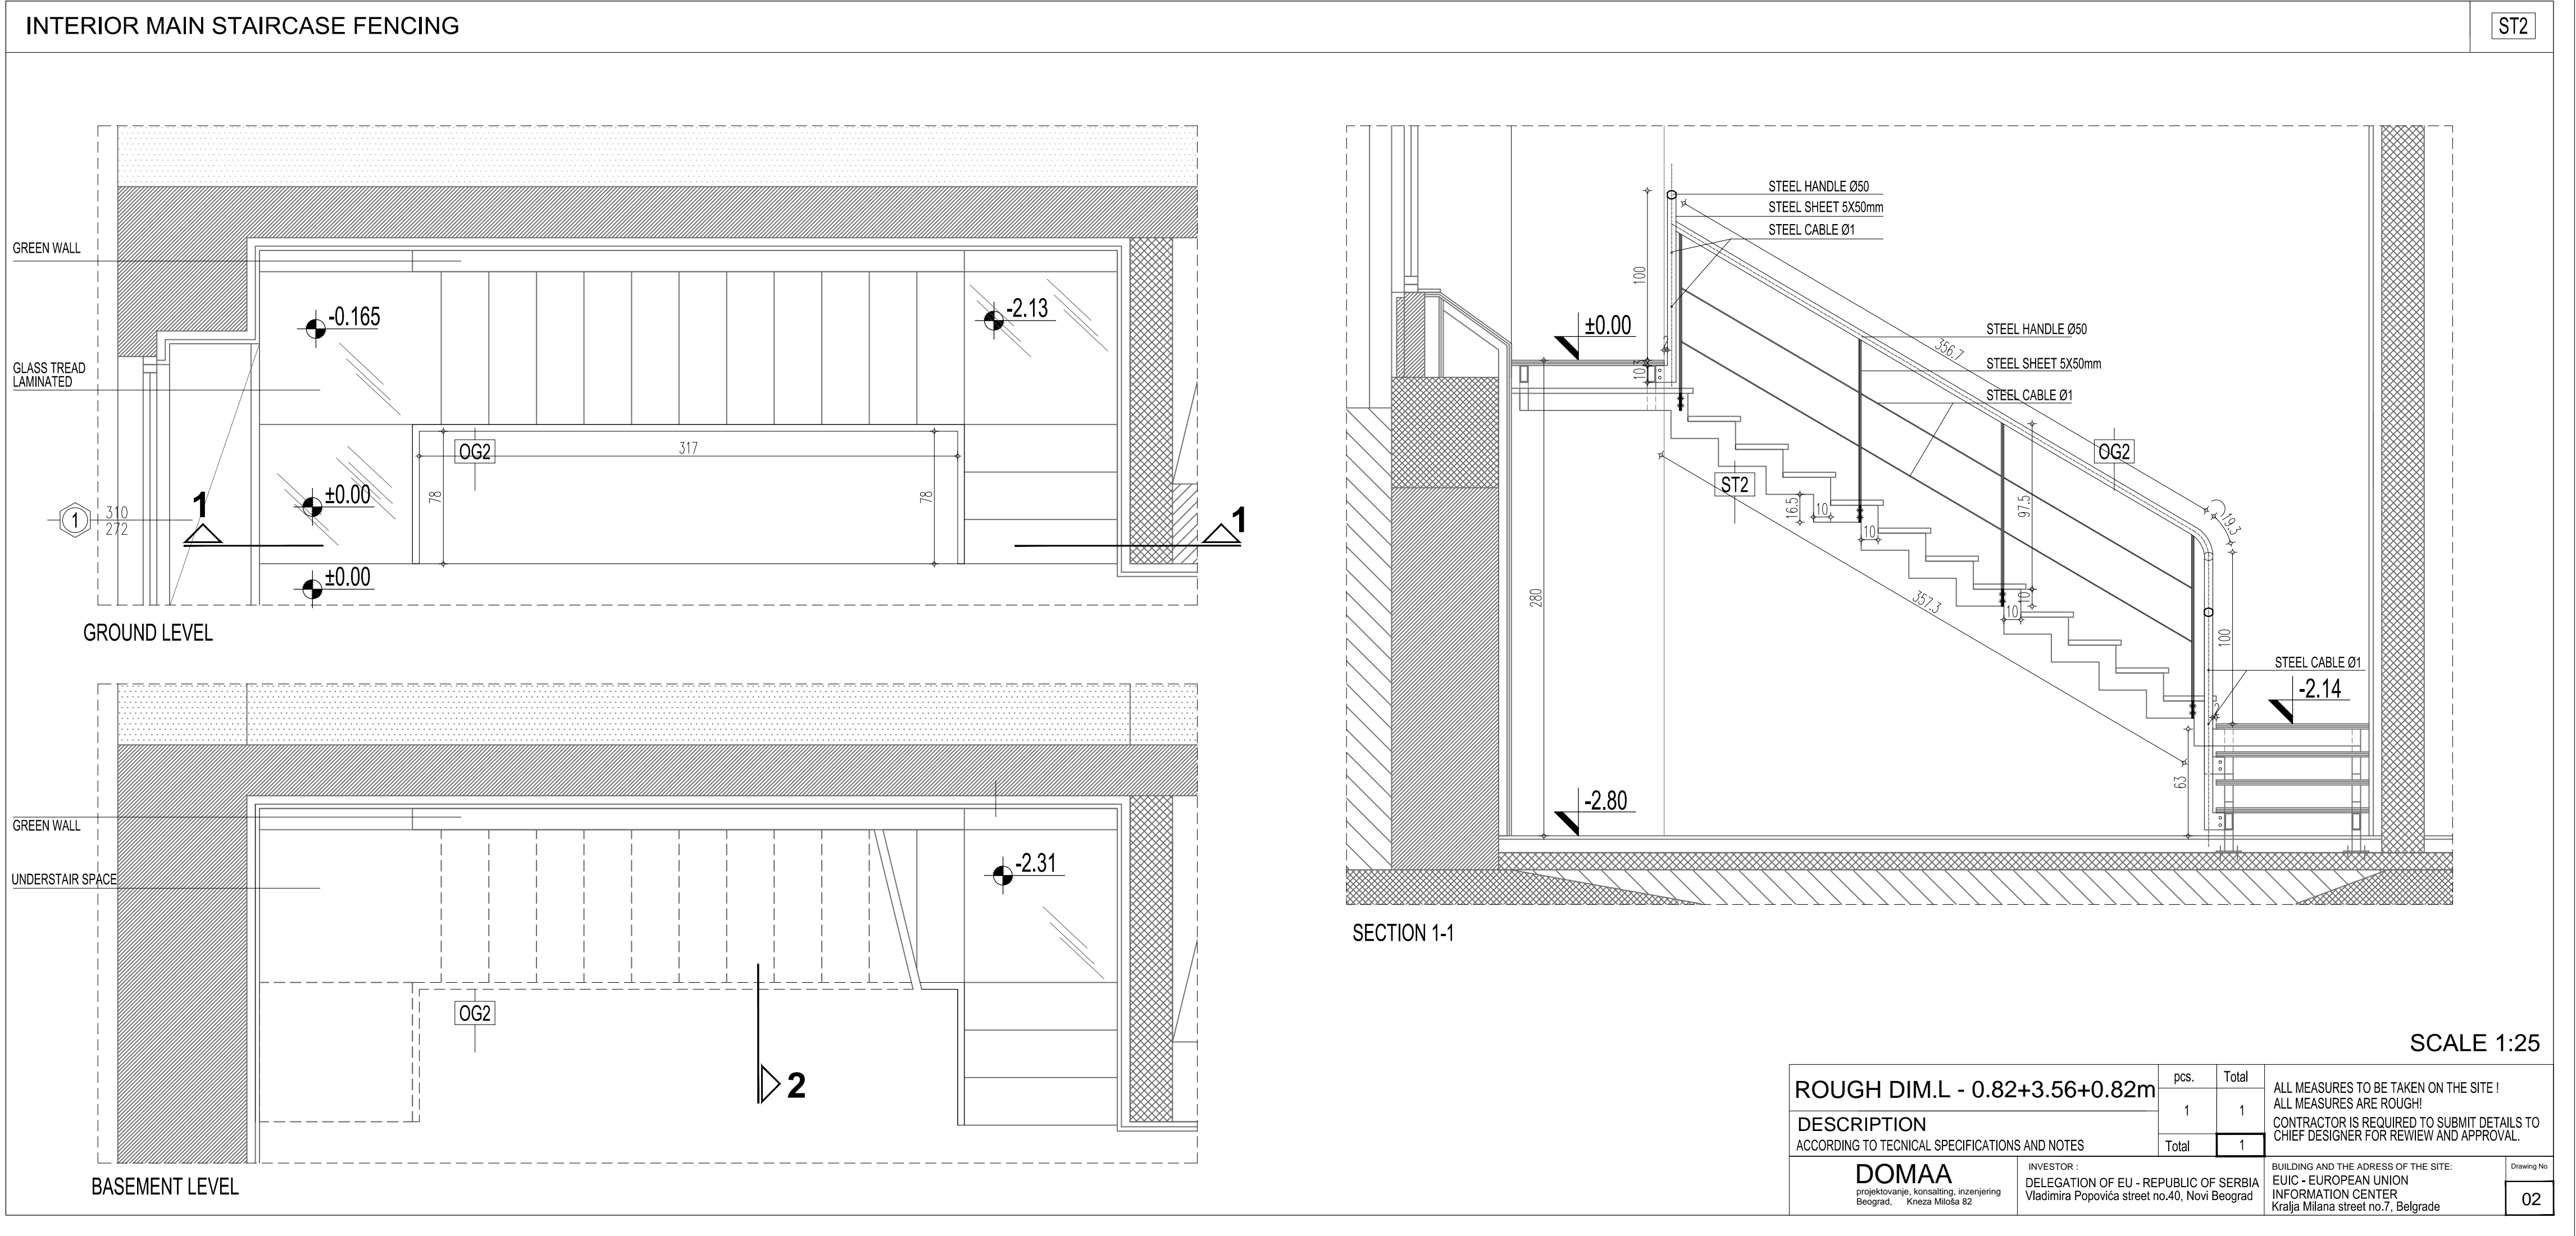 INTERIOR MAIN STAIRCASE FENCING
ST2
GREEN WALL
-0.165
-2.13
GLASS TREAD
LAMINATED
OG2
317
78
78
±0.00
1
310
272
1
1
±0.00
GROUND LEVEL
GREEN WALL
-2.31
UNDERSTAIR SPACE
OG2
2
BASEMENT LEVEL
STEEL HANDLE Ø50
STEEL SHEET 5X50mm
STEEL CABLE Ø1
100
±0.00
2
10.3
356.7
STEEL HANDLE Ø50
STEEL SHEET 5X50mm
STEEL CABLE Ø1
OG2
ST2
16.5
10
10
97.5
19.3
280
357.3
10
10
100
STEEL CABLE Ø1
-2.14
2
63
-2.80
SECTION 1-1
SCALE 1:25
ROUGH DIM.L - 0.82+3.56+0.82m
pcs.
Total
1
1
Total
1
DESCRIPTION
ACCORDING TO TECNICAL SPECIFICATIONS AND NOTES
ALL MEASURES TO BE TAKEN ON THE SITE !
ALL MEASURES ARE ROUGH!
CONTRACTOR IS REQUIRED TO SUBMIT DETAILS TO
CHIEF DESIGNER FOR REWIEW AND APPROVAL.
DOMAA
projektovanje, konsalting, inzenjering
Beograd, Kneza Miloša 82
INVESTOR :
DELEGATION OF EU - REPUBLIC OF SERBIA
Vladimira Popovića street no.40, Novi Beograd
BUILDING AND THE ADRESS OF THE SITE:
EUIC - EUROPEAN UNION
INFORMATION CENTER
Kralja Milana street no.7, Belgrade
Drawing No
02